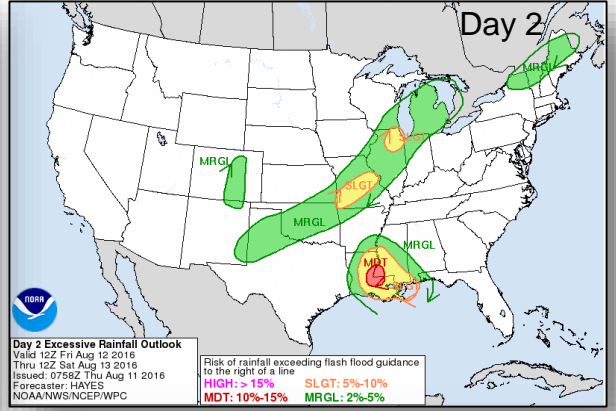 Day 2
MRGL
MRGL
SLGT
SLGT
MRGL
MRGL
MDT
SLGT
NOAA
Day 2 Excessive Rainfall Outlook
Valid 12Z Fri Aug 12 2016
Thru 12Z Sat Aug 13 2016
Issued: 0758Z Thu Aug 11 2016
Forecaster: HAYES
NOAA/NWS/NCEP/WPC
Risk of rainfall exceeding flash flood guidance
to the right of a line
HIGH: > 15% SLGT: 5%-10%
MDT: 10%-15% MRGL: 2%-5%